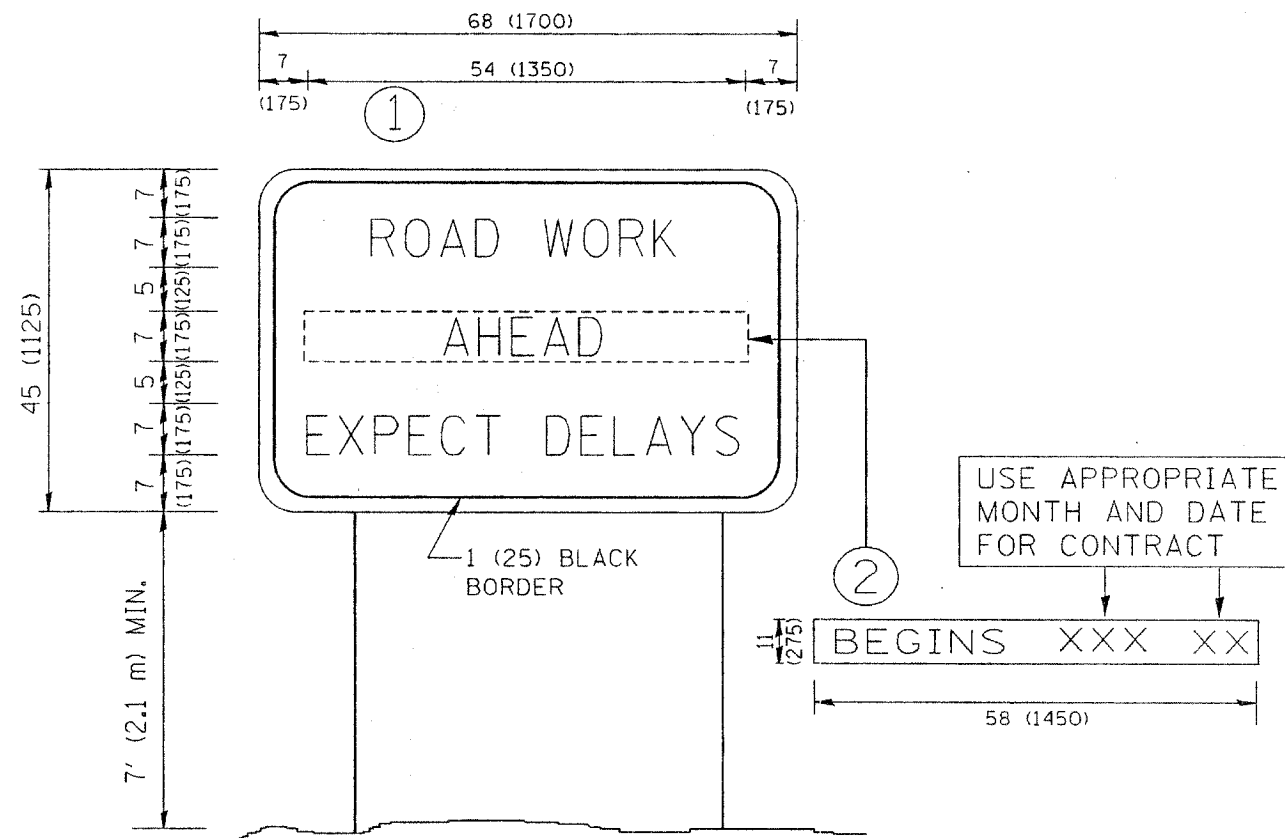 68 (1700)
7
54 (1350)
7
(175)
(175)
1
45 (1125)
7 (175)
7 (175)
5 (125)
7 (175)
5 (125)
7 (175)
7 (175)
ROAD WORK
AHEAD
EXPECT DELAYS
1 (25) BLACK
BORDER
7' (2.1 m) MIN.
USE APPROPRIATE
MONTH AND DATE
FOR CONTRACT
2
11
(275)
BEGINS XXX XX
58 (1450)